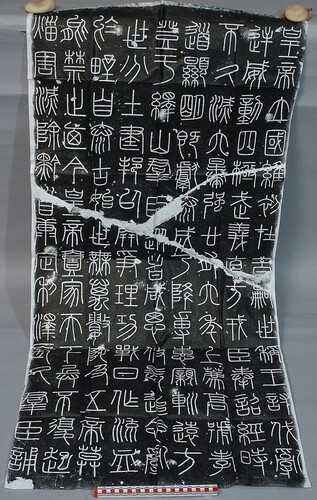 皇帝立國維初在昔嗣世稱王討伐亂
逆威動四極武義直方戎臣奉詔經時
不久滅六暴強廿有六年上薦高號孝
道顯明既獻泰成乃降專惠親巡遠方
登于繹山群臣從者咸思攸長追念亂
世分土建邦以開爭理功戰日作流血
於野自泰古始世無萬數陀及五帝莫
能禁止乃今皇帝壹家天下兵不復起
災害滅除黔首康定利澤長久群臣誦